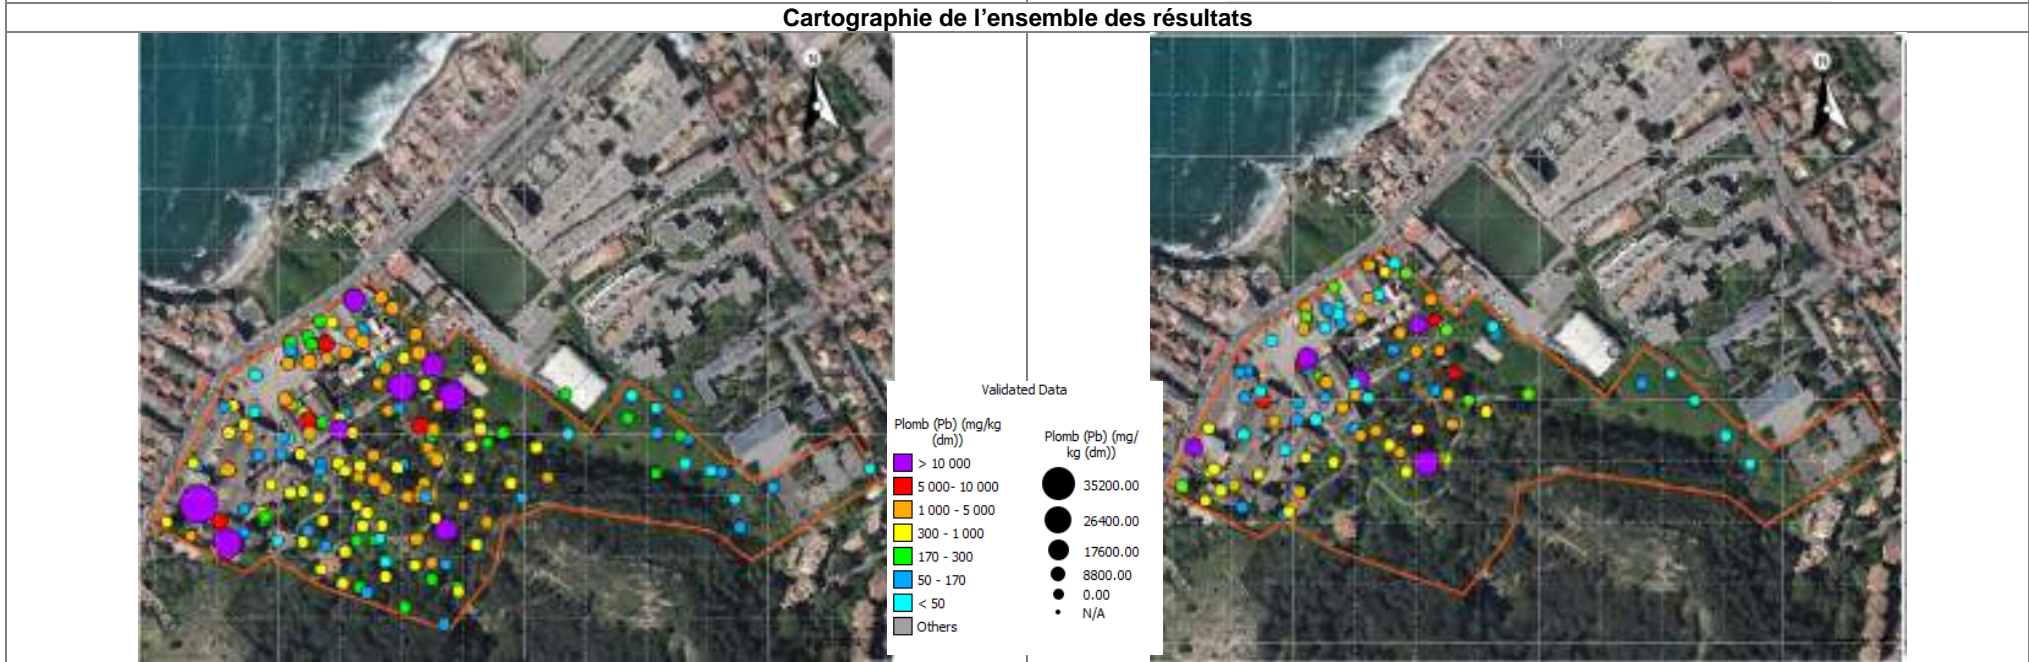 Cartographie de l’ensemble des résultats
N
N
Validated Data
Plomb (Pb) (mg/kg
(dm))
> 10 000
5 000- 10 000
1 000 - 5 000
300 - 1 000
170 - 300
50 - 170
< 50
Others
Plomb (Pb) (mg/
kg (dm))
35200.00
26400.00
17600.00
8800.00
0.00
N/A